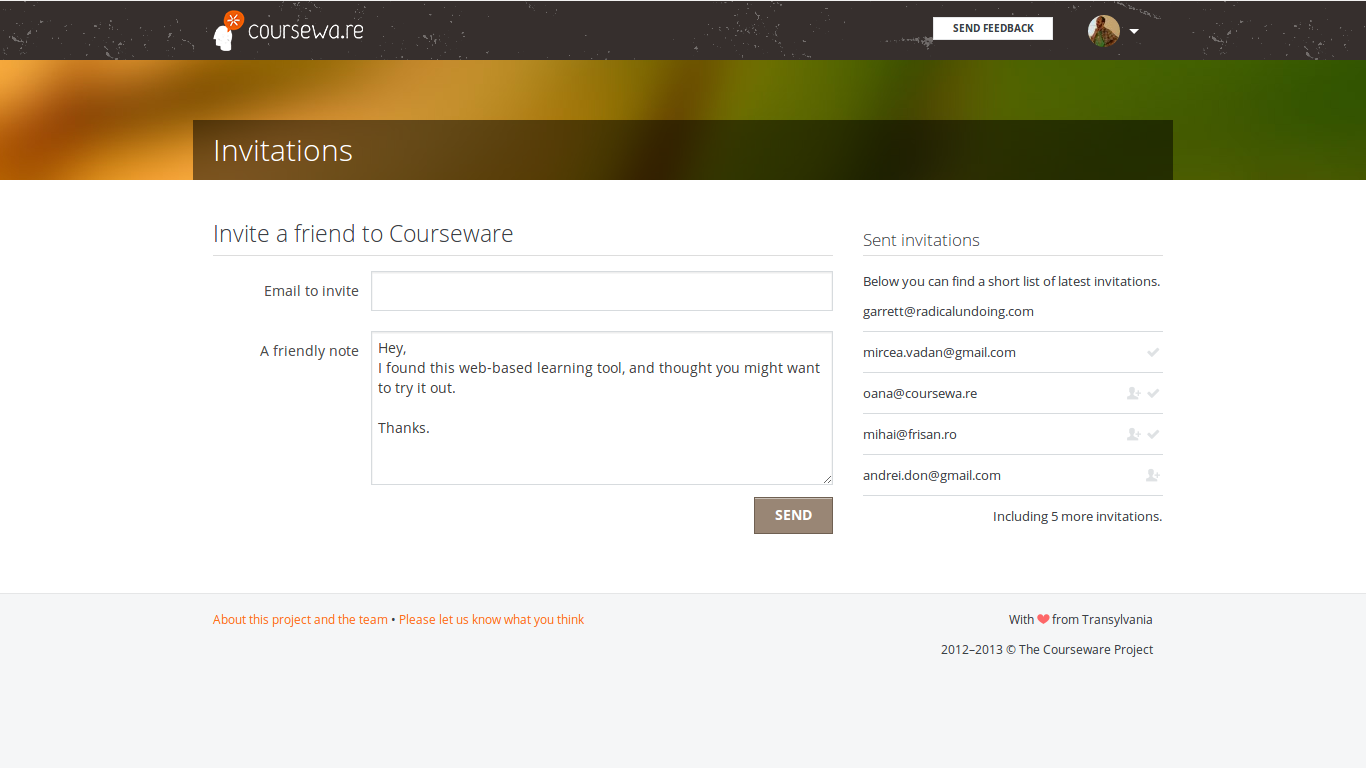 coursewa.re
SEND FEEDBACK
Invitations
Invite a friend to Courseware
Email to invite
A friendly note
Hey,
I found this web-based learning tool, and thought you might want
to try it out.
Thanks.
SEND
Sent invitations
Below you can find a short list of latest invitations.
garrett@radicalundoing.com
mircea.vadan@gmail.com
oana@coursewa.re
mihai@frisan.ro
andrei.don@gmail.com
Including 5 more invitations.
About this project and the team • Please let us know what you think
With ❤ from Transylvania
2012–2013 © The Courseware Project